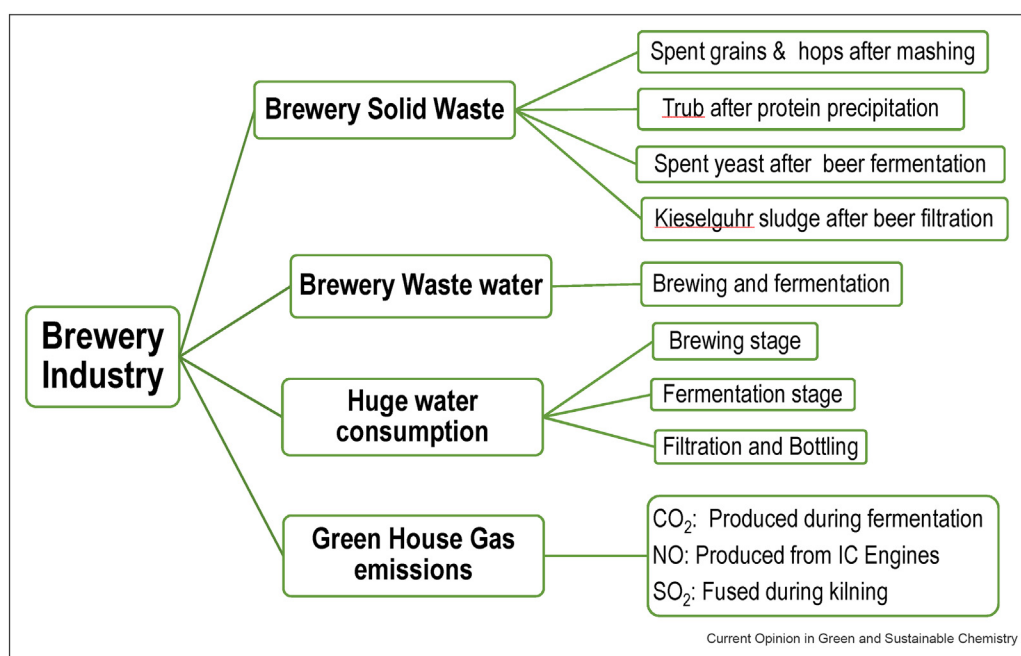 Brewery
Industry
Brewery Solid Waste
Spent grains & hops after mashing
Trub after protein precipitation
Spent yeast after beer fermentation
Kieselguhr sludge after beer filtration
Brewery Waste water
Brewing and fermentation
Huge water
consumption
Brewing stage
Fermentation stage
Filtration and Bottling
Green House Gas
emissions
CO₂: Produced during fermentation
NO: Produced from IC Engines
SO₂: Fused during kilning
Current Opinion in Green and Sustainable Chemistry